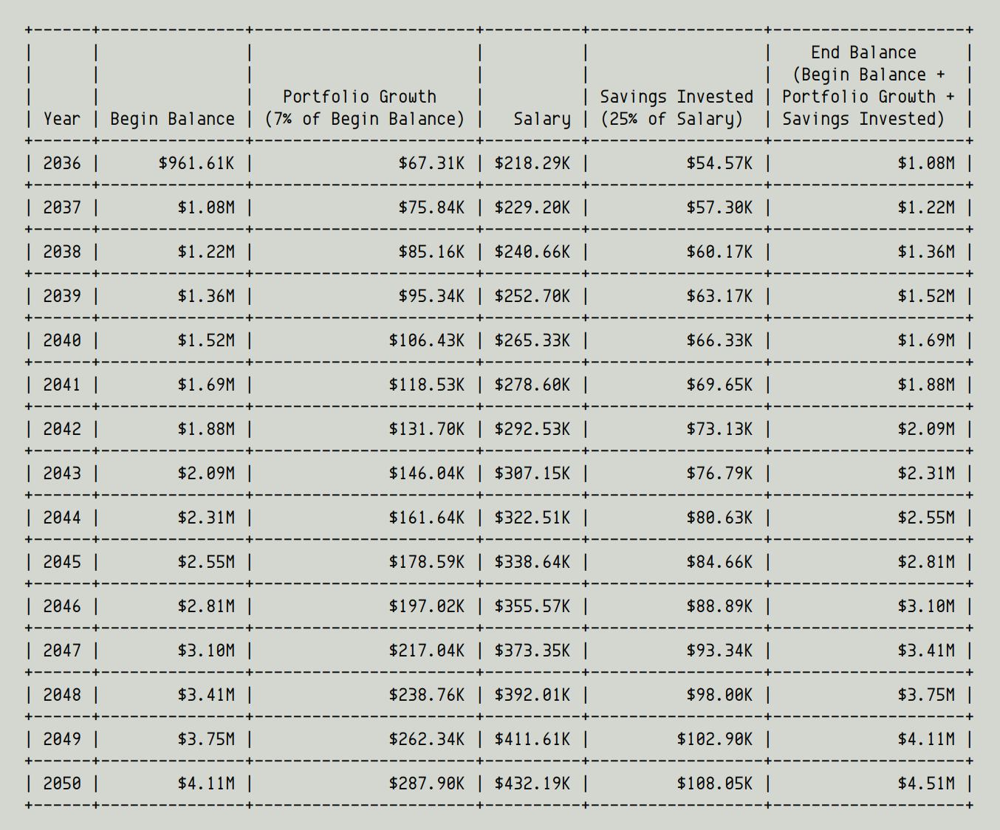 +------+---------------+-----------------------+----------+------------------+--------------------+
|      |               |                       |          |                  |    End Balance     |
|      |               |                       |          |                  |  (Begin Balance +  |
|      |               |   Portfolio Growth    |          | Savings Invested | Portfolio Growth + |
| Year | Begin Balance | (7% of Begin Balance) |   Salary | (25% of Salary)  | Savings Invested)  |
+------+---------------+-----------------------+----------+------------------+--------------------+
| 2036 |      $961.61K |               $67.31K | $218.29K |          $54.57K |             $1.08M |
+------+---------------+-----------------------+----------+------------------+--------------------+
| 2037 |        $1.08M |               $75.84K | $229.20K |          $57.30K |             $1.22M |
+------+---------------+-----------------------+----------+------------------+--------------------+
| 2038 |        $1.22M |               $85.16K | $240.66K |          $60.17K |             $1.36M |
+------+---------------+-----------------------+----------+------------------+--------------------+
| 2039 |        $1.36M |               $95.34K | $252.70K |          $63.17K |             $1.52M |
+------+---------------+-----------------------+----------+------------------+--------------------+
| 2040 |        $1.52M |              $106.43K | $265.33K |          $66.33K |             $1.69M |
+------+---------------+-----------------------+----------+------------------+--------------------+
| 2041 |        $1.69M |              $118.53K | $278.60K |          $69.65K |             $1.88M |
+------+---------------+-----------------------+----------+------------------+--------------------+
| 2042 |        $1.88M |              $131.70K | $292.53K |          $73.13K |             $2.09M |
+------+---------------+-----------------------+----------+------------------+--------------------+
| 2043 |        $2.09M |              $146.04K | $307.15K |          $76.79K |             $2.31M |
+------+---------------+-----------------------+----------+------------------+--------------------+
| 2044 |        $2.31M |              $161.64K | $322.51K |          $80.63K |             $2.55M |
+------+---------------+-----------------------+----------+------------------+--------------------+
| 2045 |        $2.55M |              $178.59K | $338.64K |          $84.66K |             $2.81M |
+------+---------------+-----------------------+----------+------------------+--------------------+
| 2046 |        $2.81M |              $197.02K | $355.57K |          $88.89K |             $3.10M |
+------+---------------+-----------------------+----------+------------------+--------------------+
| 2047 |        $3.10M |              $217.04K | $373.35K |          $93.34K |             $3.41M |
+------+---------------+-----------------------+----------+------------------+--------------------+
| 2048 |        $3.41M |              $238.76K | $392.01K |          $98.00K |             $3.75M |
+------+---------------+-----------------------+----------+------------------+--------------------+
| 2049 |        $3.75M |              $262.34K | $411.61K |         $102.90K |             $4.11M |
+------+---------------+-----------------------+----------+------------------+--------------------+
| 2050 |        $4.11M |              $287.90K | $432.19K |         $108.05K |             $4.51M |
+------+---------------+-----------------------+----------+------------------+--------------------+